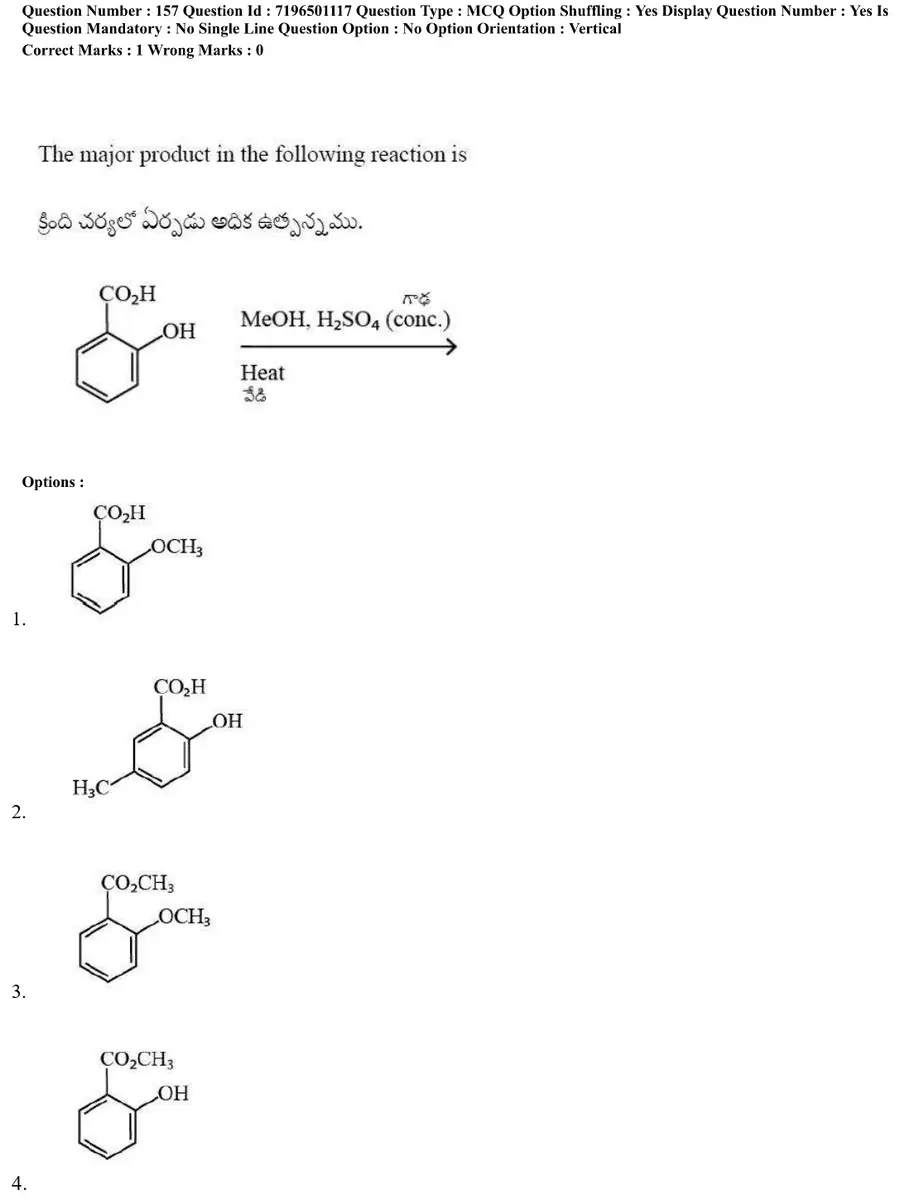 Question Number : 157 Question Id : 7196501117 Question Type : MCQ Option Shuffling : Yes Display Question Number : Yes Is
Question Mandatory : No Single Line Question Option : No Option Orientation : Vertical
Correct Marks : 1 Wrong Marks : 0
The major product in the following reaction is
క్రింది చర్యలో ఏర్పడు అధిక ఉత్పన్నము.
CO₂H
OH
గాఢ
MeOH, H₂SO₄ (conc.)
Heat
వేడి
Options :
CO₂H
OCH₃
1.
CO₂H
OH
H₃C
2.
CO₂CH₃
OCH₃
3.
CO₂CH₃
OH
4.